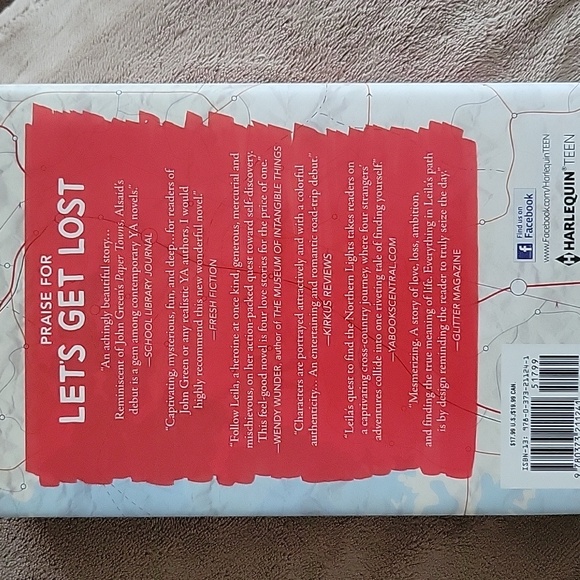 PRAISE FOR
LETS GET LOST
"An achingly beautiful story...
Reminiscent of John Green's Paper Towns, Alsaid's
debut is a gem among contemporary YA novels."
—SCHOOL LIBRARY JOURNAL
"Captivating, mysterious, fun, and deep...for readers of
John Green or any realistic YA authors, I would
highly recommend this new wonderful novel."
—FRESH FICTION
"Follow Leila, a heroine at once kind, generous, mercurial and
mischievous, on her action-packed quest toward self-discovery.
This feel-good novel is four love stories for the price of one."
—WENDY WUNDER, author of THE MUSEUM OF INTANGIBLE THINGS
"Characters are portrayed attractively and with a colorful
authenticity... An entertaining and romantic road-trip debut."
—KIRKUS REVIEWS
"Leila's quest to find the Northern Lights takes readers on
a captivating cross-country journey, where four strangers'
adventures collide into one riveting tale of finding yourself."
—YABOOKSCENTRAL.COM
"Mesmerizing. A story of love, loss, ambition,
and finding the true meaning of life. Everything in Leila's path
is by design reminding the reader to truly seize the day."
—GLITTER MAGAZINE
f Find us on
Facebook
www.Facebook.com/HarlequinTEEN
HARLEQUIN® TEEN
$17.99 U.S./$19.99 CAN.
ISBN-13: 978-0-373-21124-1
51799
9780373211241